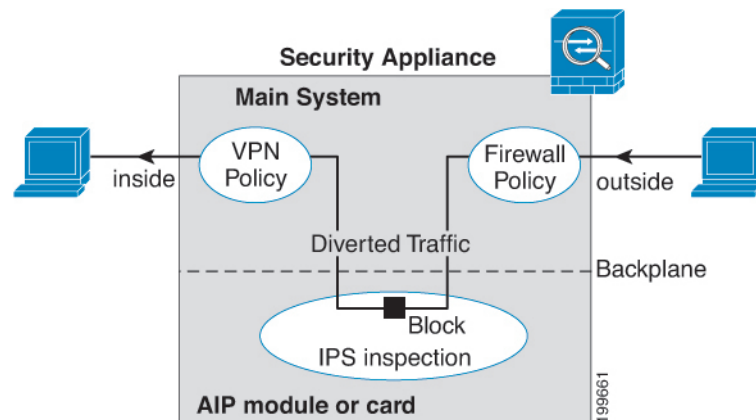 Security Appliance
Main System
VPN
Policy
Firewall
Policy
inside
outside
Diverted Traffic
Backplane
Block
IPS inspection
AIP module or card
199661